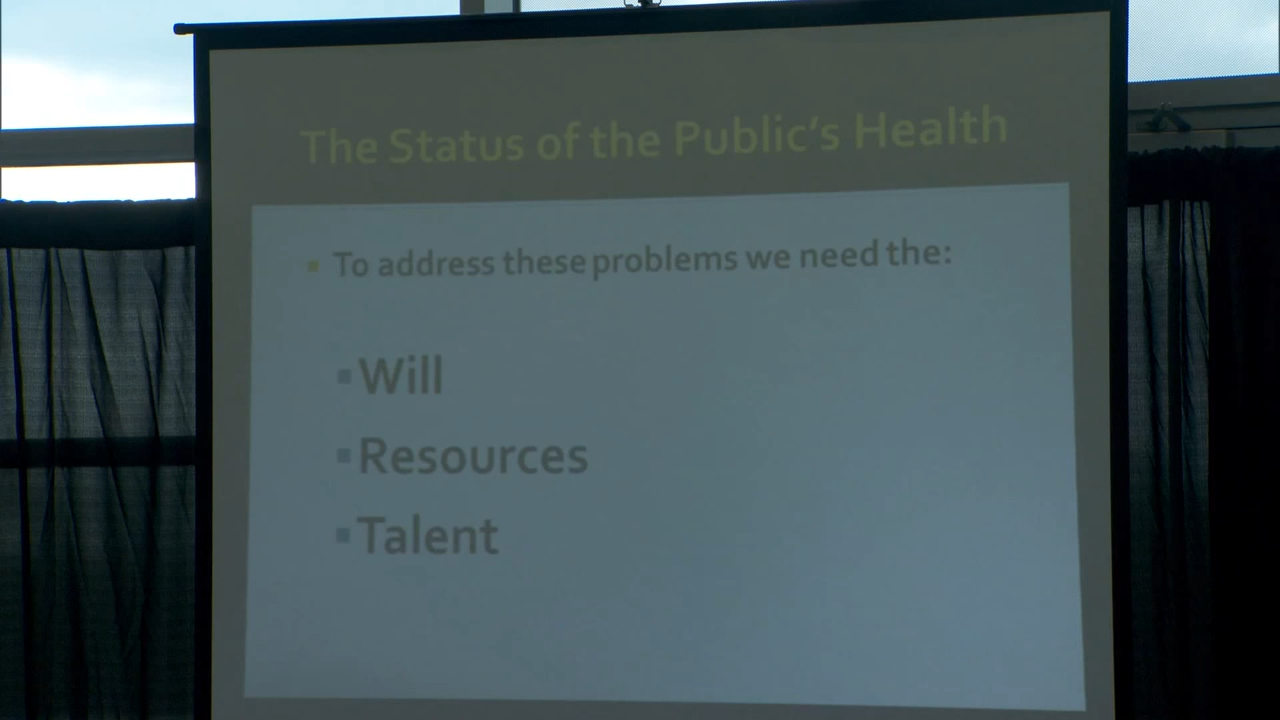 The Status of the Public's Health
To address these problems we need the:
Will
Resources
Talent